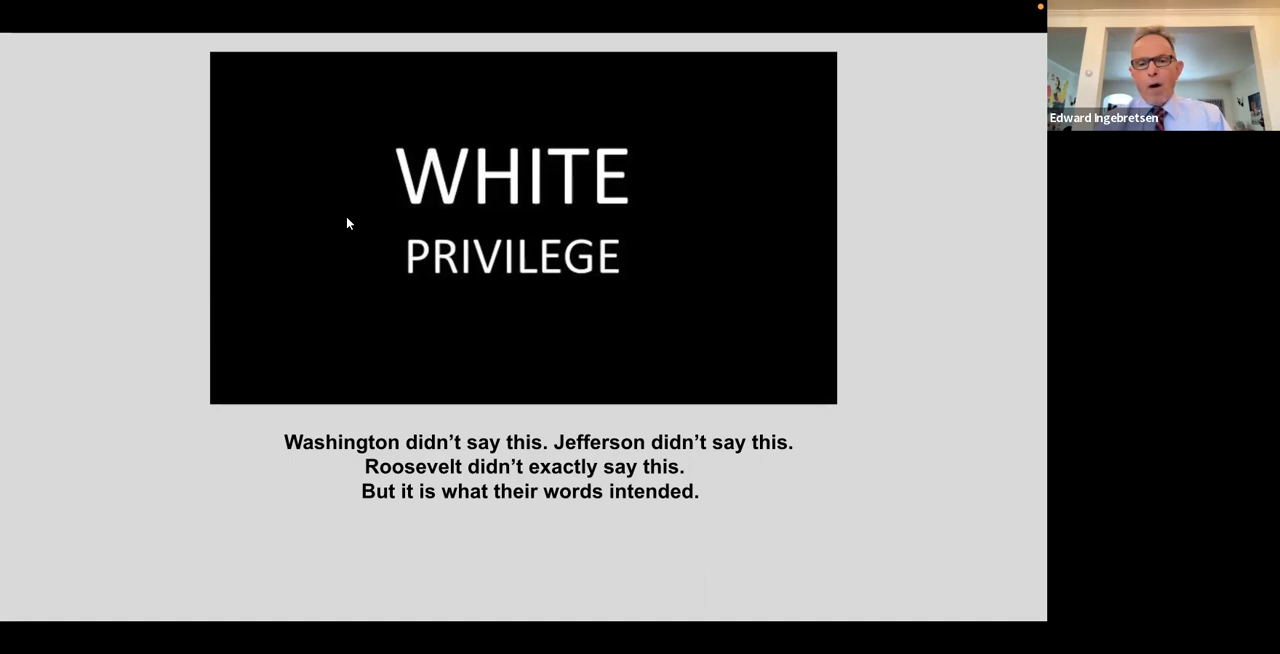 WHITE
PRIVILEGE
Washington didn’t say this. Jefferson didn’t say this.
Roosevelt didn’t exactly say this.
But it is what their words intended.
Edward Ingebretsen